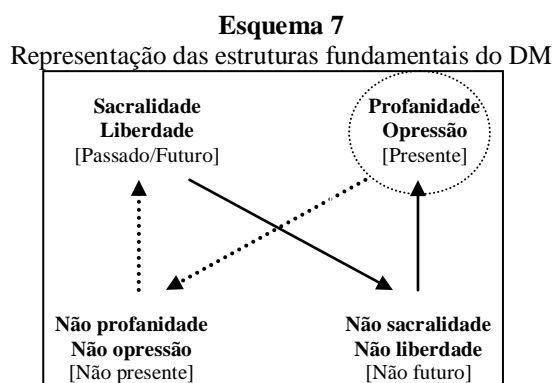 Esquema 7
Representação das estruturas fundamentais do DM
Sacralidade
Liberdade
[Passado/Futuro]
Profanidade
Opressão
[Presente]
Não profanidade
Não opressão
[Não presente]
Não sacralidade
Não liberdade
[Não futuro]